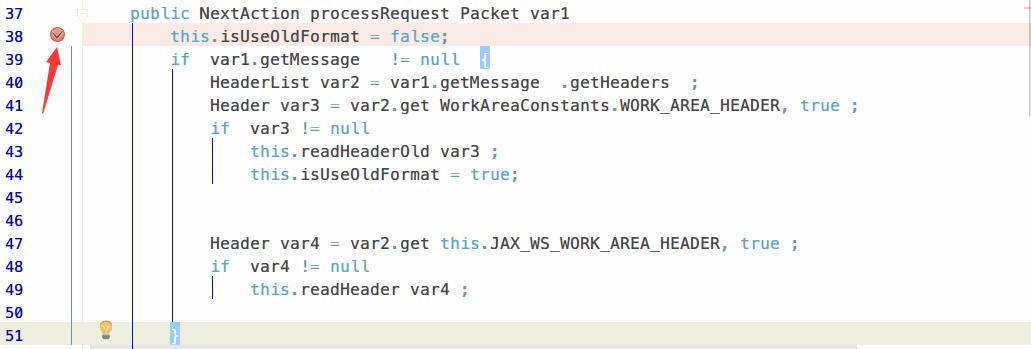 37 public NextAction processRequest Packet var1
38 this.isUseOldFormat = false;
39 if var1.getMessage != null {
40 HeaderList var2 = var1.getMessage .getHeaders ;
41 Header var3 = var2.get WorkAreaConstants.WORK_AREA_HEADER, true ;
42 if var3 != null
43 this.readHeaderOld var3 ;
44 this.isUseOldFormat = true;
45
46
47 Header var4 = var2.get this.JAX_WS_WORK_AREA_HEADER, true ;
48 if var4 != null
49 this.readHeader var4 ;
50
51 }